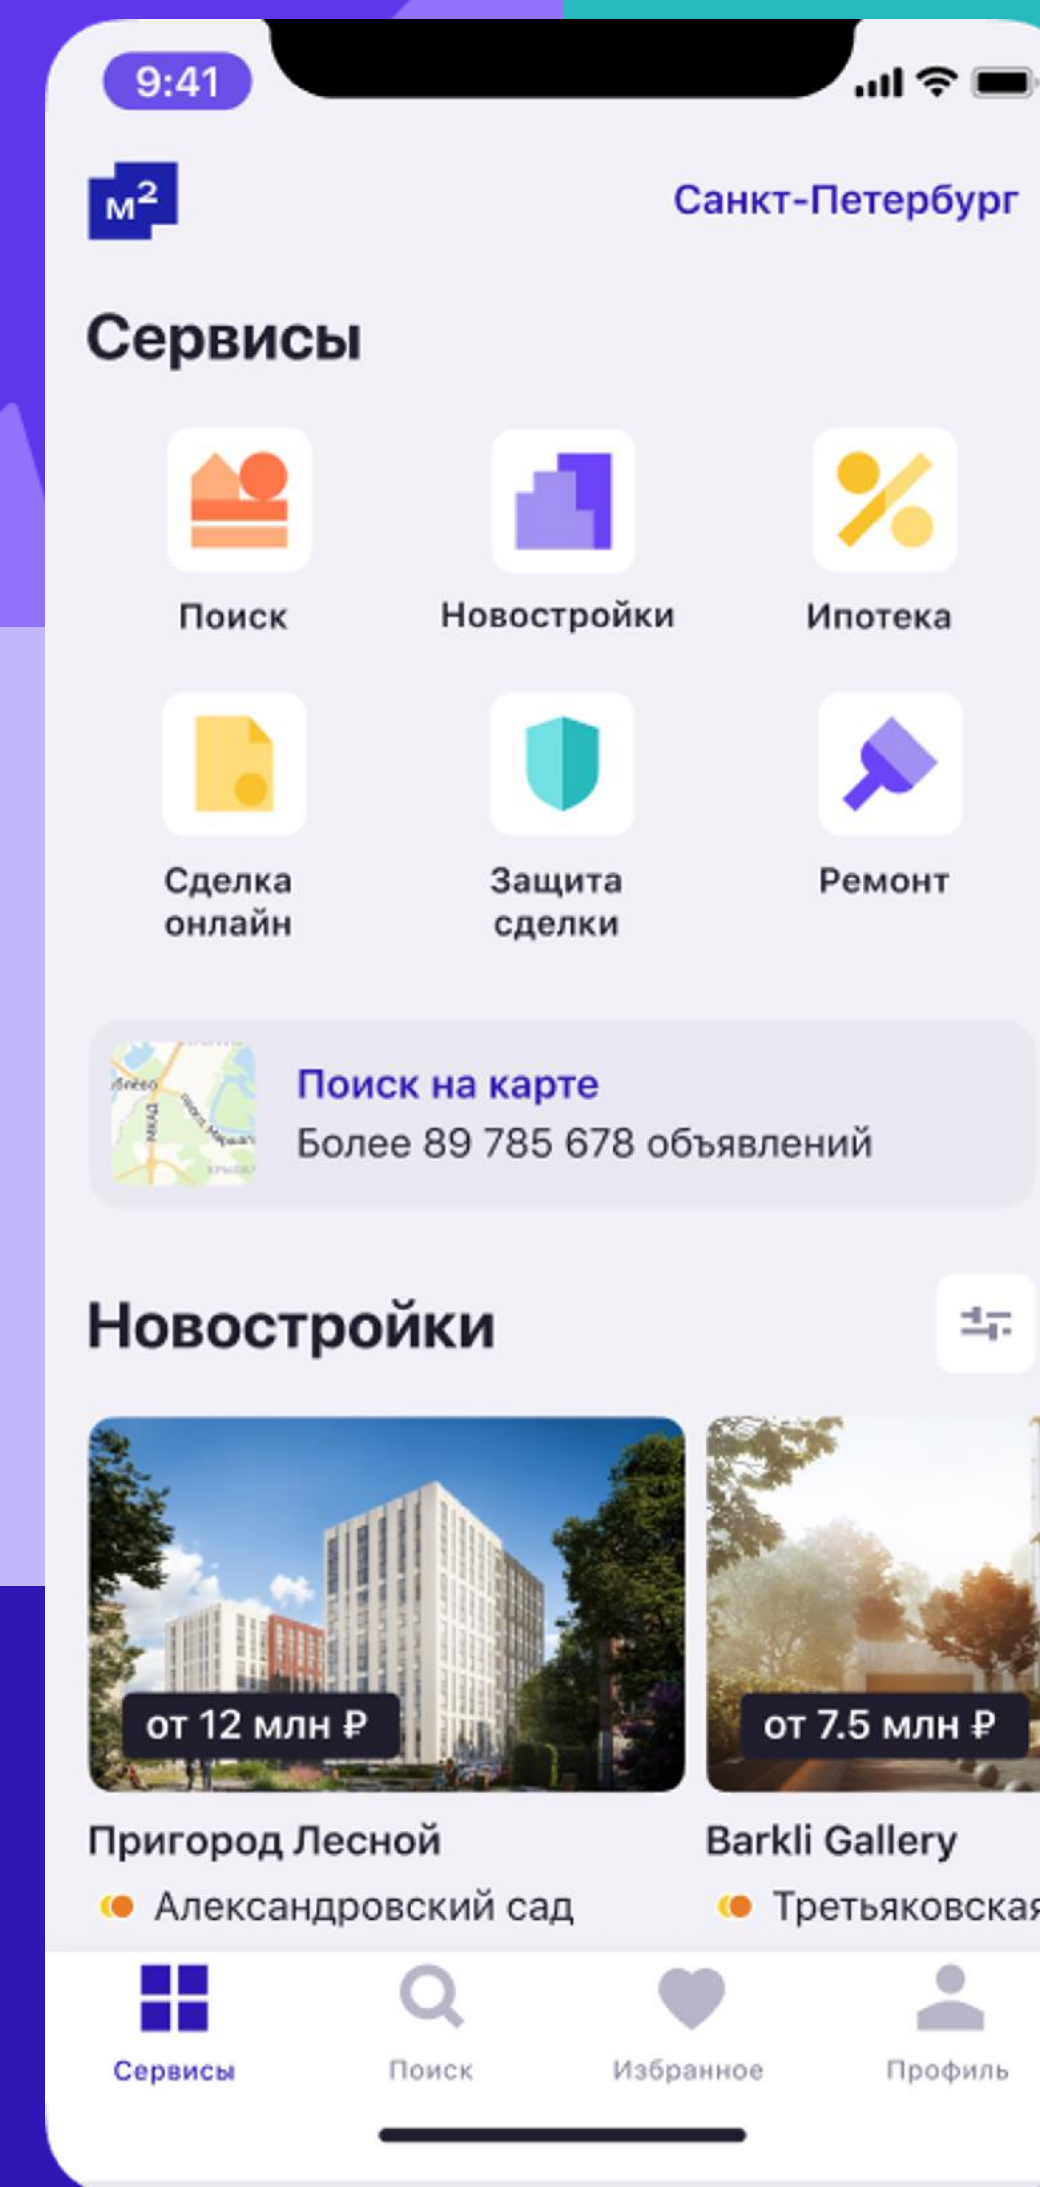 9:41
м²
Санкт-Петербург
Сервисы
Поиск
Новостройки
Ипотека
Сделка
онлайн
Защита
сделки
Ремонт
Поиск на карте
Более 89 785 678 объявлений
Новостройки
от 12 млн ₽
от 7.5 млн ₽
Пригород Лесной
Barkli Gallery
Александровский сад
Третьяковская
Сервисы
Поиск
Избранное
Профиль